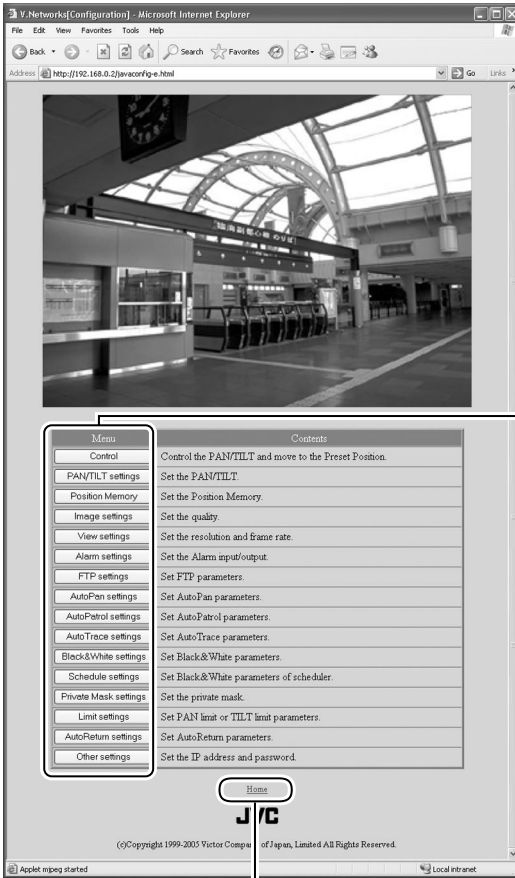 V.Networks[Configuration] - Microsoft Internet Explorer
File Edit View Favorites Tools Help
Back Search Favorites
Address http://192.168.0.2/javaconfig-e.html Go Links
Menu Contents
Control Control the PAN/TILT and move to the Preset Position.
PAN/TILT settings Set the PAN/TILT.
Position Memory Set the Position Memory.
Image settings Set the quality.
View settings Set the resolution and frame rate.
Alarm settings Set the Alarm input/output.
FTP settings Set FTP parameters.
AutoPan settings Set AutoPan parameters.
AutoPatrol settings Set AutoPatrol parameters.
AutoTrace settings Set AutoTrace parameters.
Black&White settings Set Black&White parameters.
Schedule settings Set Black&White parameters of scheduler.
Private Mask settings Set the private mask.
Limit settings Set PAN limit or TILT limit parameters.
AutoReturn settings Set AutoReturn parameters.
Other settings Set the IP address and password.
Home
JVC
(c)Copyright 1999-2005 Victor Company of Japan, Limited All Rights Reserved.
Applet mjpeg started Local intranet